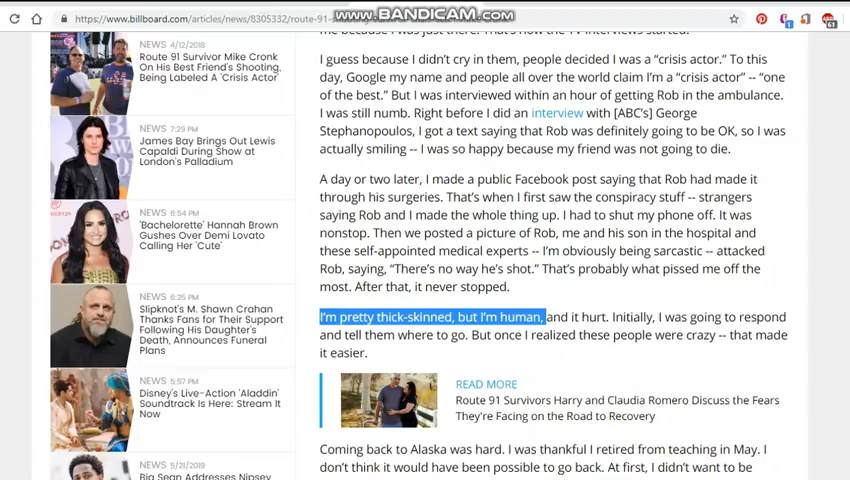 www.BANDICAM.com
https://www.billboard.com/articles/news/8305332/route-91-shooting-
me because I was just there. That's how the TV interviews started.
NEWS 4/12/2018
Route 91 Survivor Mike Cronk
On His Best Friend's Shooting,
Being Labeled A 'Crisis Actor'
NEWS 7:29 PM
James Bay Brings Out Lewis
Capaldi During Show at
London's Palladium
NEWS 6:54 PM
'Bachelorette' Hannah Brown
Gushes Over Demi Lovato
Calling Her 'Cute'
NEWS 6:25 PM
Slipknot's M. Shawn Crahan
Thanks Fans for Their Support
Following His Daughter's
Death, Announces Funeral
Plans
NEWS 5:57 PM
Disney's Live-Action 'Aladdin'
Soundtrack Is Here: Stream It
Now
NEWS 5/21/2019
Big Sean Addresses Nipsey
I guess because I didn't cry in them, people decided I was a “crisis actor.” To this
day, Google my name and people all over the world claim I'm a “crisis actor” -- “one
of the best.” But I was interviewed within an hour of getting Rob in the ambulance.
I was still numb. Right before I did an interview with [ABC's] George
Stephanopoulos, I got a text saying that Rob was definitely going to be OK, so I was
actually smiling -- I was so happy because my friend was not going to die.
A day or two later, I made a public Facebook post saying that Rob had made it
through his surgeries. That's when I first saw the conspiracy stuff -- strangers
saying Rob and I made the whole thing up. I had to shut my phone off. It was
nonstop. Then we posted a picture of Rob, me and his son in the hospital and
these self-appointed medical experts -- I'm obviously being sarcastic -- attacked
Rob, saying, “There's no way he's shot.” That's probably what pissed me off the
most. After that, it never stopped.
I'm pretty thick-skinned, but I'm human, and it hurt. Initially, I was going to respond
and tell them where to go. But once I realized these people were crazy -- that made
it easier.
READ MORE
Route 91 Survivors Harry and Claudia Romero Discuss the Fears
They're Facing on the Road to Recovery
Coming back to Alaska was hard. I was thankful I retired from teaching in May. I
don't think it would have been possible to go back. At first, I didn't want to be